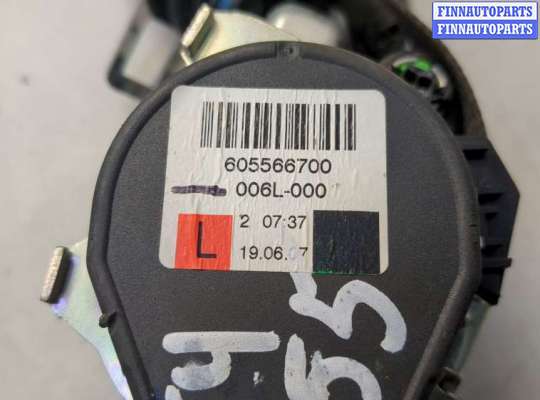 FINNAUTOPARTS
FINNAUTOPARTS
605566700
006L-000
L
2 07:37
19.06.07